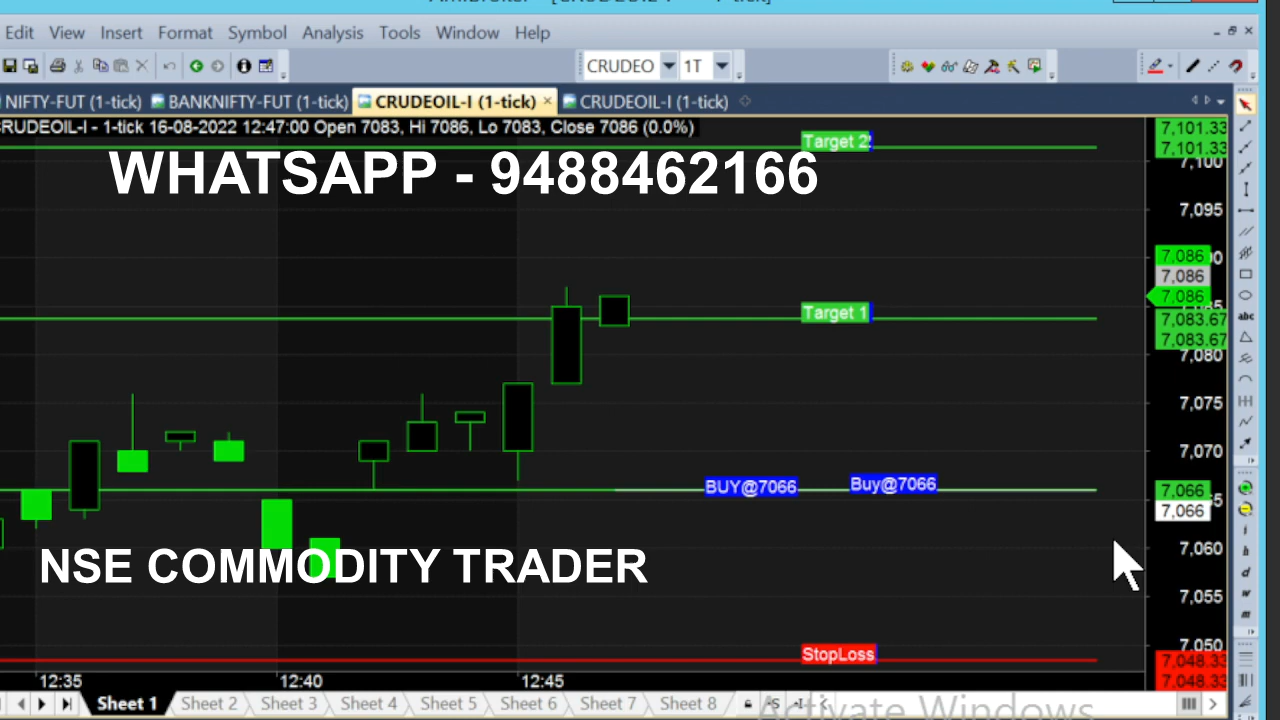 Edit View Insert Format Symbol Analysis Tools Window Help
CRUDEO 1T
NIFTY-FUT (1-tick) BANKNIFTY-FUT (1-tick) CRUDEOIL-I (1-tick) × CRUDEOIL-I (1-tick)
CRUDEOIL-I - 1-tick 16-08-2022 12:47:00 Open 7083, Hi 7086, Lo 7083, Close 7086 (0.0%)
7,101.33
Target 2
7,101.33
7,100
WHATSAPP - 9488462166
7,095
7,086
7,086
7,086
Target 1
7,083.67
7,083.67
7,080
7,075
7,070
BUY@7066 Buy@7066
7,066
7,066
7,060
NSE COMMODITY TRADER
7,055
7,050
StopLoss
7,048.33
7,048.33
12:35 12:40 12:45
Sheet 1 Sheet 2 Sheet 3 Sheet 4 Sheet 5 Sheet 6 Sheet 7 Sheet 8
Activate Windows